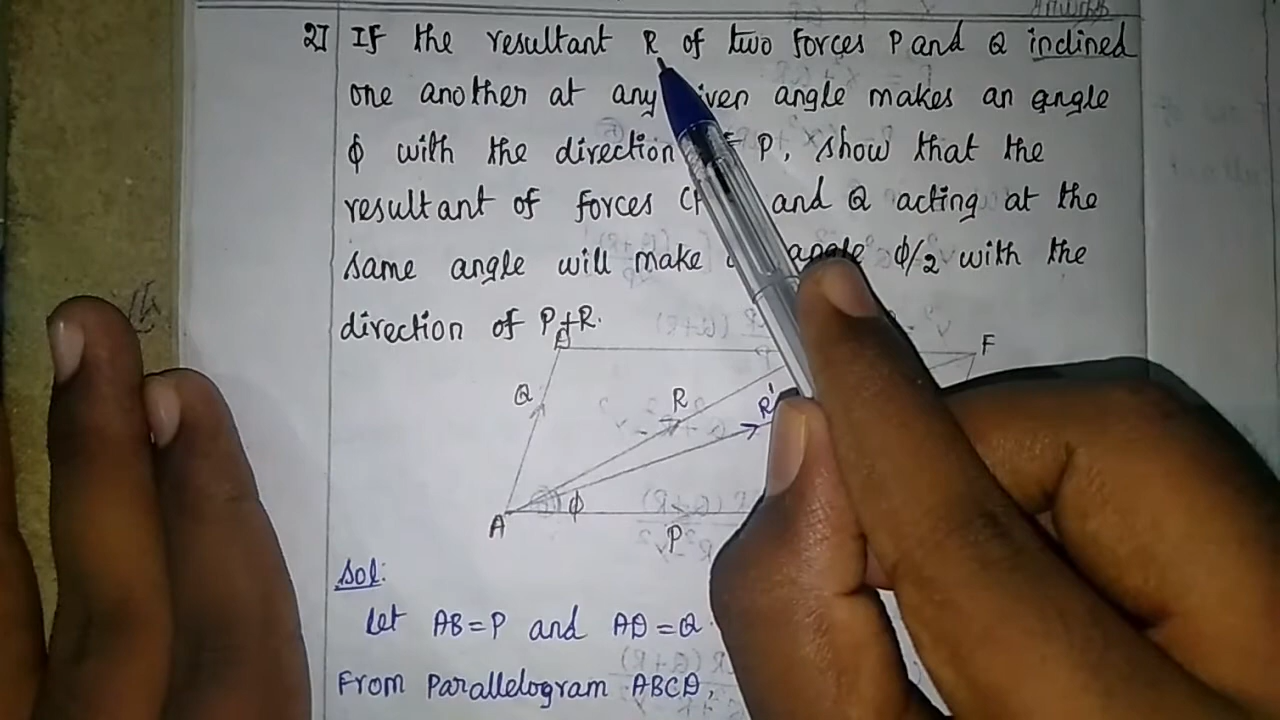 2] If the resultant R of two forces P and Q inclined
one another at any given angle makes an angle
ϕ with the direction P, show that the
resultant of forces and Q acting at the
same angle will make angle ϕ/2 with the
direction of P+R.
F
Q R R'
A ϕ
P
Sol:
Let AB=P and AD=Q
From Parallelogram ABCD,